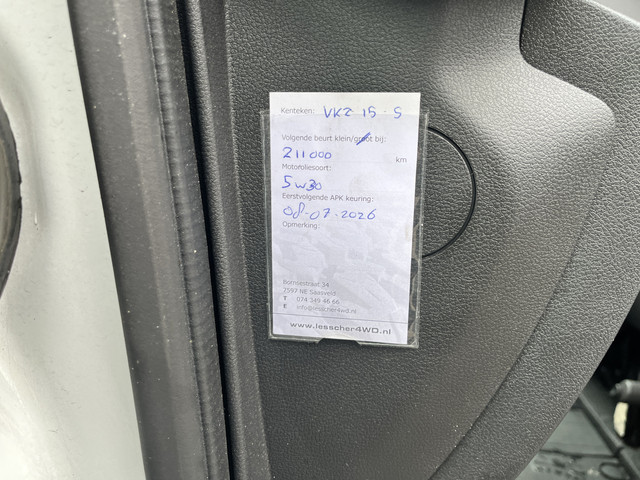 Kenteken: VKZ 15 - S
Volgende beurt klein/groot bij:
211000 km
Motoroliesoort:
5w30
Eerstvolgende APK keuring:
08-07-2026
Opmerking:
Bornsestraat 34
7597 NE Saasveld
T 074 349 46 66
E info@lesscher4wd.nl
www.lesscher4WD.nl